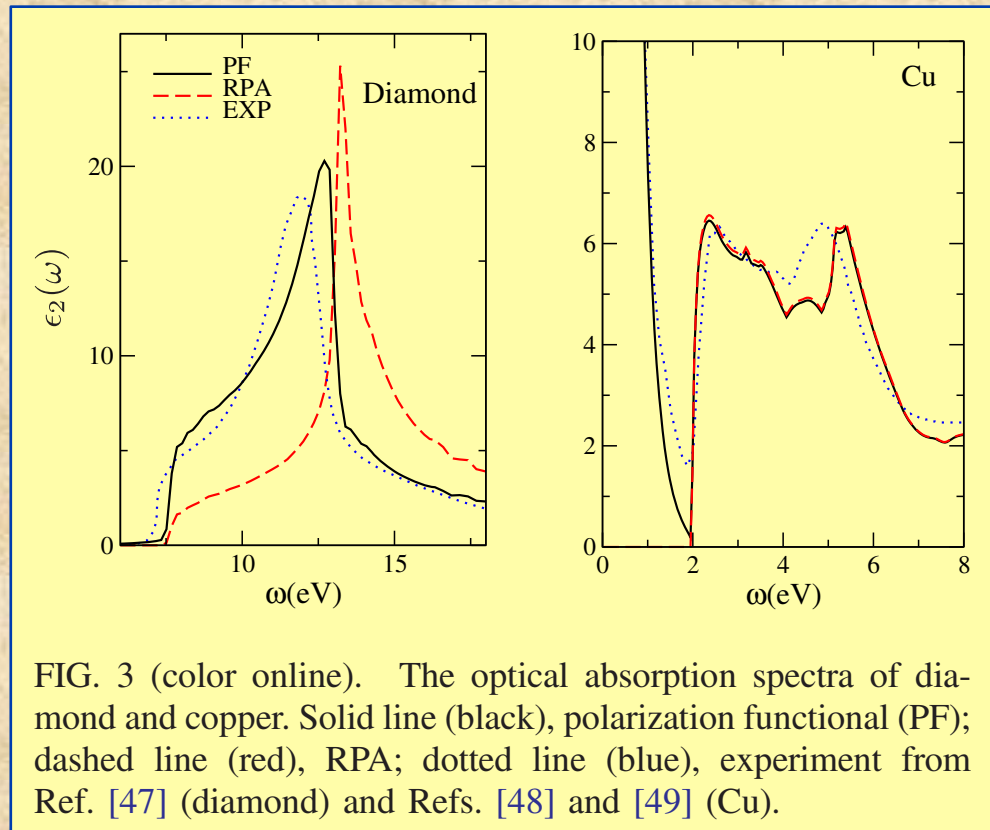 PF
RPA
EXP
Diamond
Cu
ϵ₂(ω)
20
10
0
10
15
ω(eV)
10
8
6
4
2
0
0
2
4
6
8
ω(eV)
FIG. 3 (color online). The optical absorption spectra of dia-
mond and copper. Solid line (black), polarization functional (PF);
dashed line (red), RPA; dotted line (blue), experiment from
Ref. [47] (diamond) and Refs. [48] and [49] (Cu).